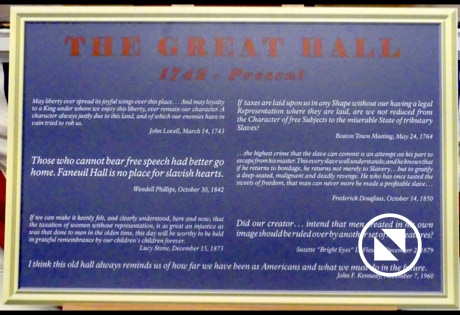 THE GREAT HALL
1742 - Present
May liberty ever spread its joyful wings over this place... And may loyalty
to a King under whom we enjoy this liberty, ever remain our character. A
character always justly due to this land, and of which our enemies have in
vain tried to rob us.
John Lovell, March 14, 1743
Those who cannot bear free speech had better go
home. Faneuil Hall is no place for slavish hearts.
Wendell Phillips, October 30, 1842
If we can make it keenly felt, and clearly understood, here and now, that
the taxation of women without representation, is as great an injustice as
was that done to men in the olden time, this day will be worthy to be held
in grateful remembrance by our children's children forever.
Lucy Stone, December 15, 1873
If taxes are laid upon us in any Shape without our having a legal
Representation where they are laid, are we not reduced from
the Character of free Subjects to the miserable State of tributary
Slaves?
Boston Town Meeting, May 24, 1764
...the highest crime that the slave can commit is an attempt on his part to
escape from his master. This every slave well understands; and he knows that
if he returns to bondage, he returns not merely to Slavery... but to gratify
a deep-seated, malignant and deadly revenge. He who has once tasted the
sweets of freedom, that man can never more be made a profitable slave...
Frederick Douglass, October 14, 1850
Did our creator... intend that men created in his own
image should be ruled over by another set of creatures?
Suzette "Bright Eyes" 2, 1879
I think this old hall always reminds us of how far we have been as Americans and what we must do in the future.
John F. Kennedy, November 7, 1960